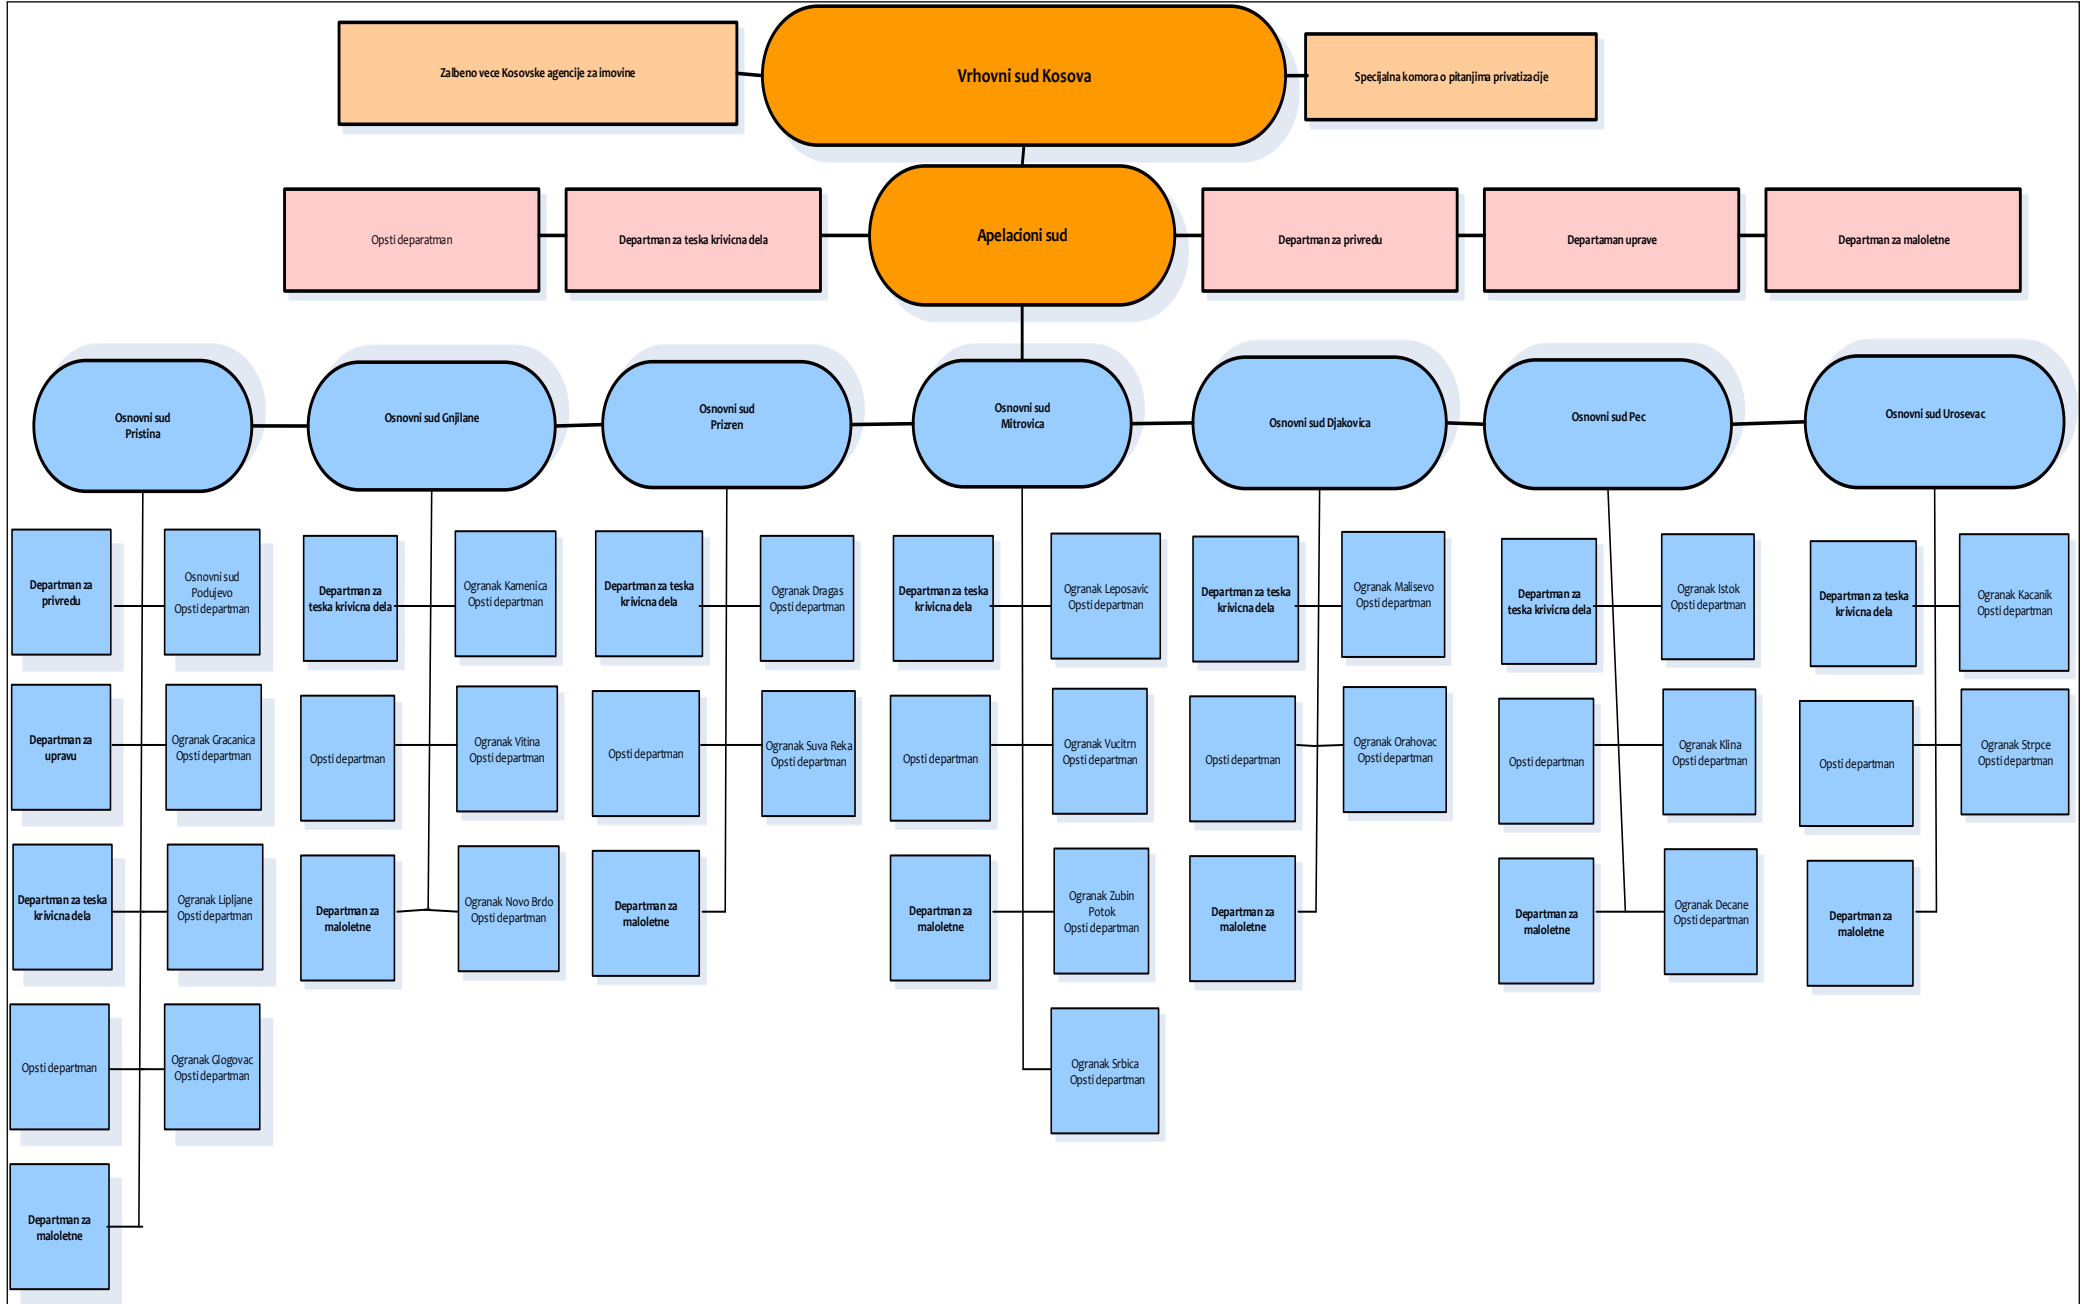 Zalbeno vece Kosovske agencije za imovine
Vrhovni sud Kosova
Specijalna komora o pitanjima privatizacije
Opsti deparatman
Departman za teska krivicna dela
Apelacioni sud
Departman za privredu
Departaman uprave
Departman za maloletne
Osnovni sud
Pristina
Osnovni sud Gnjilane
Osnovni sud
Prizren
Osnovni sud
Mitrovica
Osnovni sud Djakovica
Osnovni sud Pec
Osnovni sud Urosevac
Departman za
privredu
Osnovni sud
Podujevo
Opsti departman
Departman za
teska krivicna dela
Ogranak Kamenica
Opsti departman
Departman za teska
krivicna dela
Ogranak Dragas
Opsti departman
Departman za teska
krivicna dela
Ogranak Leposavic
Opsti departman
Departman za teska
krivicna dela
Ogranak Malisevo
Opsti departman
Departman za
teska krivicna dela
Ogranak Istok
Opsti departman
Departman za teska
krivicna dela
Ogranak Kacanik
Opsti departman
Departman za
upravu
Ogranak Gracanica
Opsti departman
Opsti departman
Ogranak Vitina
Opsti departman
Opsti departman
Ogranak Suva Reka
Opsti departman
Opsti departman
Ogranak Vucitrn
Opsti departman
Opsti departman
Ogranak Orahovac
Opsti departman
Opsti departman
Ogranak Klina
Opsti departman
Opsti departman
Ogranak Strpce
Opsti departman
Departman za teska
krivicna dela
Ogranak Lipljane
Opsti departman
Departman za
maloletne
Ogranak Novo Brdo
Opsti departman
Departman za
maloletne
Departman za
maloletne
Ogranak Zubin
Potok
Opsti departman
Departman za
maloletne
Departman za
maloletne
Ogranak Decane
Opsti departman
Departman za
maloletne
Opsti departman
Ogranak Glogovac
Opsti departman
Ogranak Srbica
Opsti departman
Departman za
maloletne